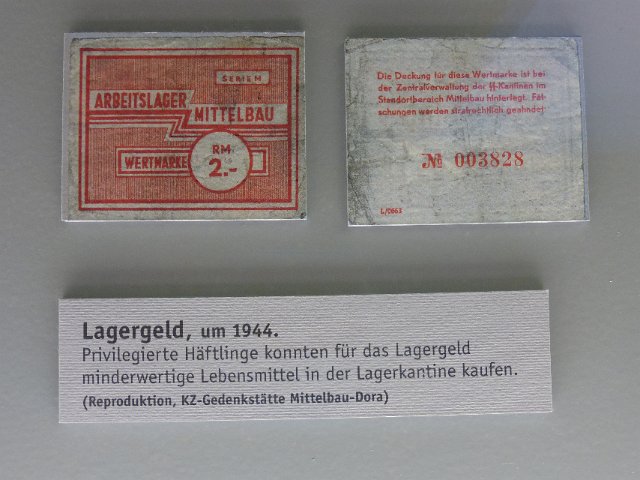 SERIE M
ARBEITSLAGER
MITTELBAU
WERTMARKE
RM
2.-
Die Deckung für diese Wertmarke ist bei
der Zentralverwaltung der ᛋᛋ-Kantinen im
Standortbereich Mittelbau hinterlegt. Fäl-
schungen werden strafrechtlich geahndet.
№ 003828
L/0663
Lagergeld, um 1944.
Privilegierte Häftlinge konnten für das Lagergeld
minderwertige Lebensmittel in der Lagerkantine kaufen.
(Reproduktion, KZ-Gedenkstätte Mittelbau-Dora)